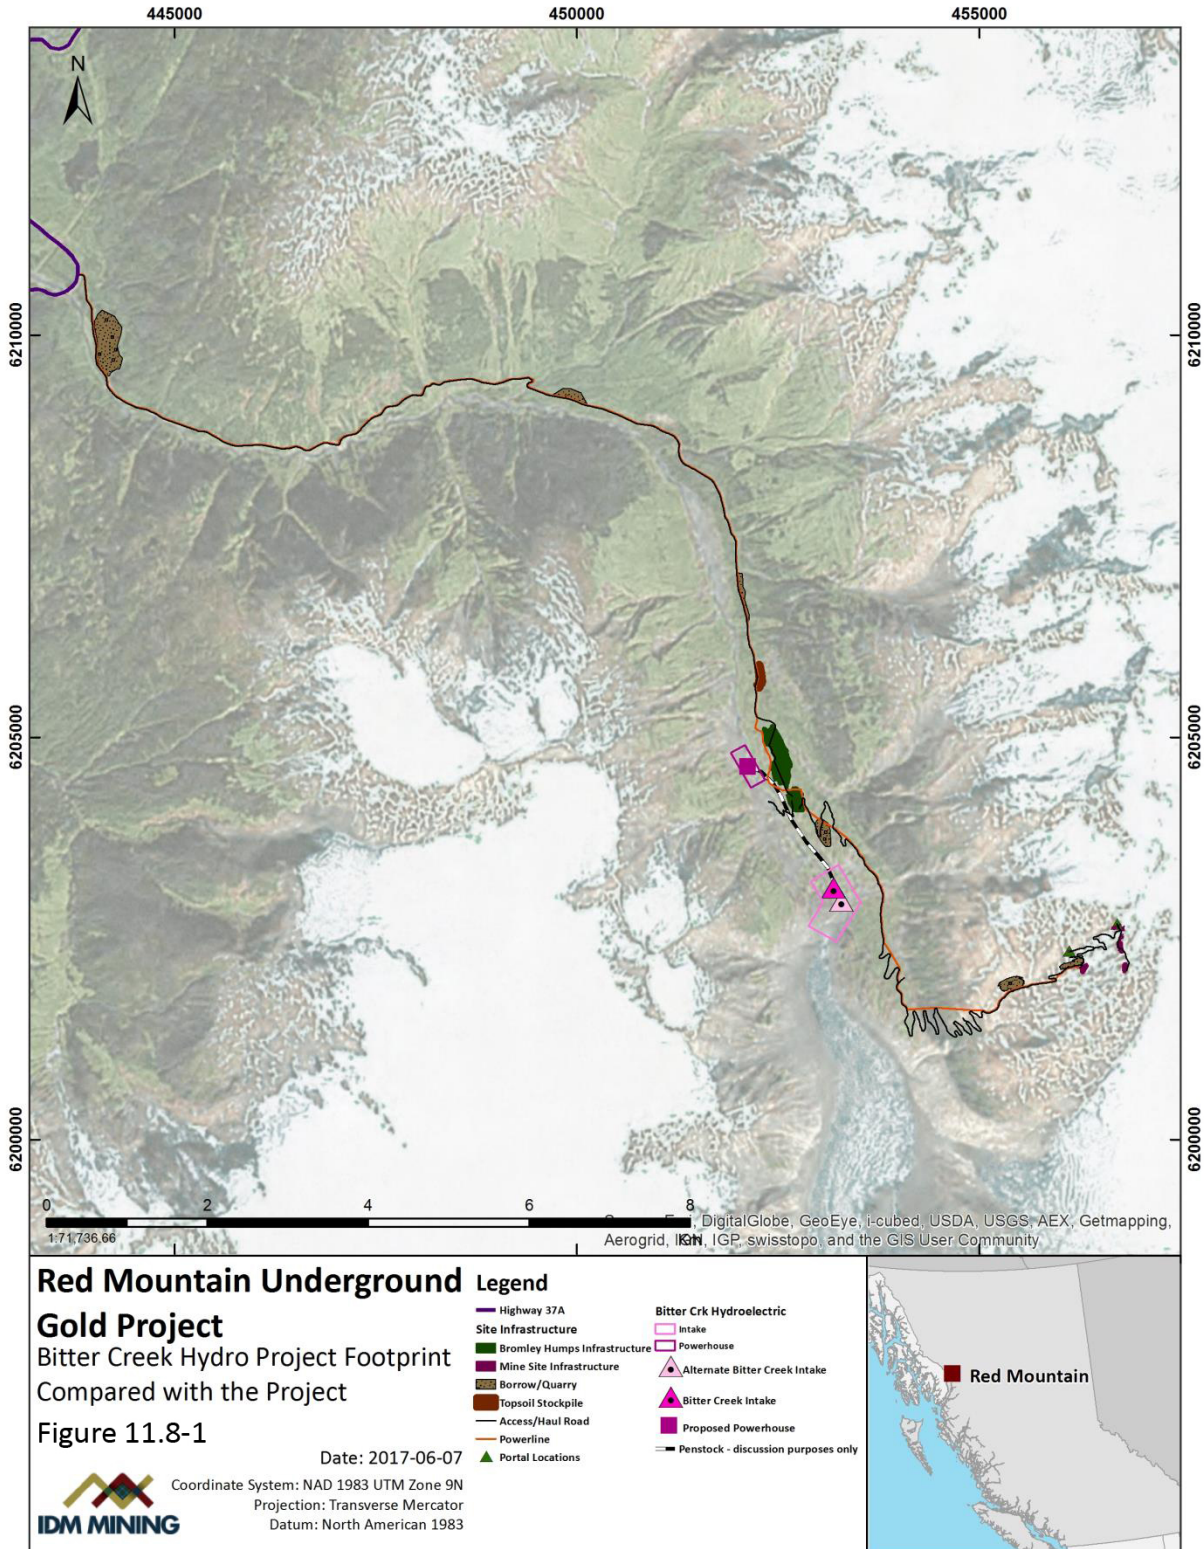 445000 450000 455000
N
6210000 6210000
6205000 6205000
6200000 6200000
0 2 4 6 8
1:71,736.66
DigitalGlobe, GeoEye, i-cubed, USDA, USGS, AEX, Getmapping,
Aerogrid, IGN, IGP, swisstopo, and the GIS User Community
Km
Red Mountain Underground
Gold Project
Bitter Creek Hydro Project Footprint
Compared with the Project
Figure 11.8-1
Date: 2017-06-07
Coordinate System: NAD 1983 UTM Zone 9N
Projection: Transverse Mercator
Datum: North American 1983
IDM MINING
Legend
Highway 37A
Site Infrastructure
Bromley Humps Infrastructure
Mine Site Infrastructure
Borrow/Quarry
Topsoil Stockpile
Access/Haul Road
Powerline
Portal Locations
Bitter Crk Hydroelectric
Intake
Powerhouse
Alternate Bitter Creek Intake
Bitter Creek Intake
Proposed Powerhouse
Penstock - discussion purposes only
Red Mountain